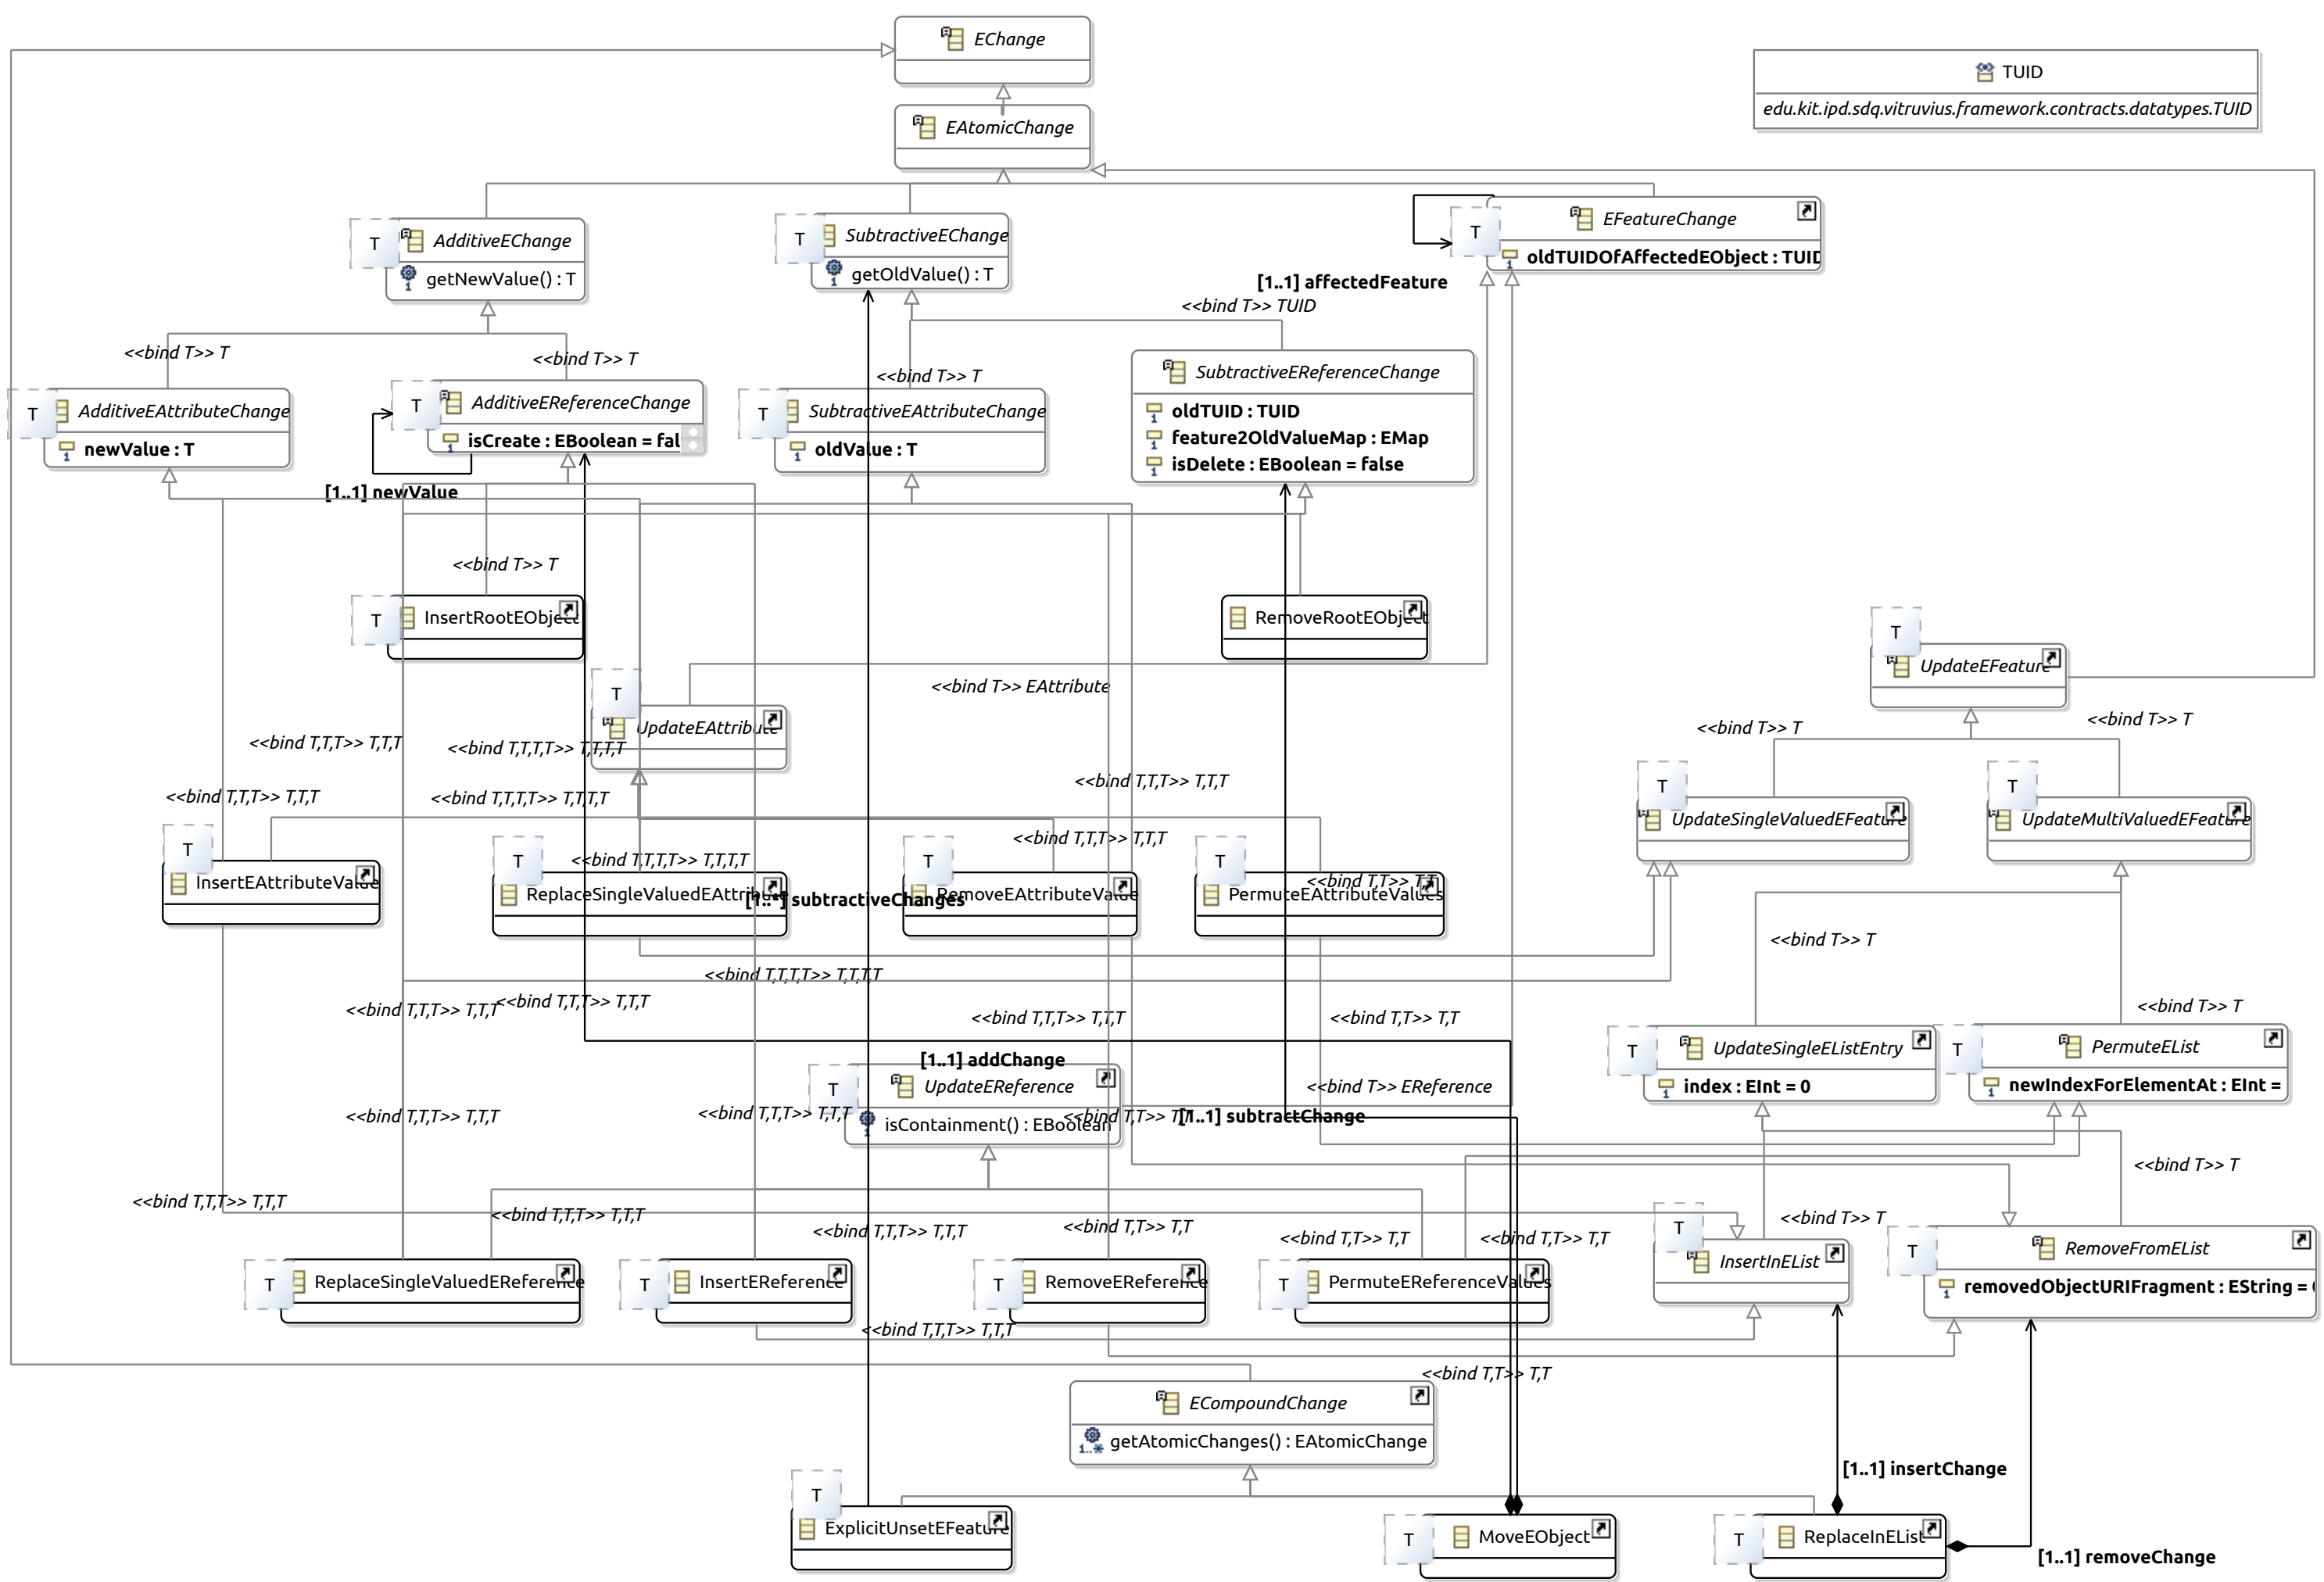 EChange
TUID
edu.kit.ipd.sdq.vitruvius.framework.contracts.datatypes.TUID
EAtomicChange
T
AdditiveEChange
getNewValue() : T
T
SubtractiveEChange
getOldValue() : T
T
EFeatureChange
oldTUIDOfAffectedEObject : TUID
[1..1] affectedFeature
<<bind T>> TUID
<<bind T>> T
<<bind T>> T
<<bind T>> T
T
AdditiveEAttributeChange
newValue : T
T
AdditiveEReferenceChange
isCreate : EBoolean = fal
T
SubtractiveEAttributeChange
oldValue : T
SubtractiveEReferenceChange
oldTUID : TUID
feature2OldValueMap : EMap
isDelete : EBoolean = false
[1..1] newValue
<<bind T>> T
T
InsertRootEObject
RemoveRootEObject
T
UpdateEFeature
T
UpdateEAttribute
<<bind T>> EAttribute
<<bind T>> T
<<bind T>> T
<<bind T,T,T>> T,T,T
<<bind T,T,T,T>> T,T,T,T
<<bind T,T,T>> T,T,T
<<bind T,T,T>> T,T,T
<<bind T,T,T,T>> T,T,T,T
T
UpdateSingleValuedEFeature
T
UpdateMultiValuedEFeature
<<bind T,T,T>> T,T,T
<<bind T,T,T,T>> T,T,T,T
<<bind T,T>> T,T
T
InsertEAttributeValue
T
ReplaceSingleValuedEAttribute
[1..*] subtractiveChanges
T
RemoveEAttributeValue
T
PermuteEAttributeValues
<<bind T>> T
<<bind T,T,T,T>> T,T,T,T
<<bind T,T,T>> T,T,T
<<bind T,T,T>> T,T,T
<<bind T,T,T>> T,T,T
<<bind T,T>> T,T
<<bind T>> T
[1..1] addChange
T
UpdateEReference
isContainment() : EBoolean
<<bind T>> EReference
T
UpdateSingleEListEntry
index : EInt = 0
T
PermuteEList
newIndexForElementAt : EInt =
<<bind T,T,T>> T,T,T
<<bind T,T,T>> T,T,T
<<bind T,T>> T,T
[1..1] subtractChange
<<bind T>> T
<<bind T,T,T>> T,T,T
<<bind T,T,T>> T,T,T
<<bind T,T,T>> T,T,T
<<bind T,T>> T,T
<<bind T,T>> T,T
<<bind T,T>> T,T
<<bind T>> T
T
ReplaceSingleValuedEReference
T
InsertEReference
T
RemoveEReference
T
PermuteEReferenceValues
T
InsertInEList
T
RemoveFromEList
removedObjectURIFragment : EString =
<<bind T,T,T>> T,T,T
<<bind T,T>> T,T
ECompoundChange
getAtomicChanges() : EAtomicChange
[1..1] insertChange
T
ExplicitUnsetEFeature
T
MoveEObject
T
ReplaceInEList
[1..1] removeChange